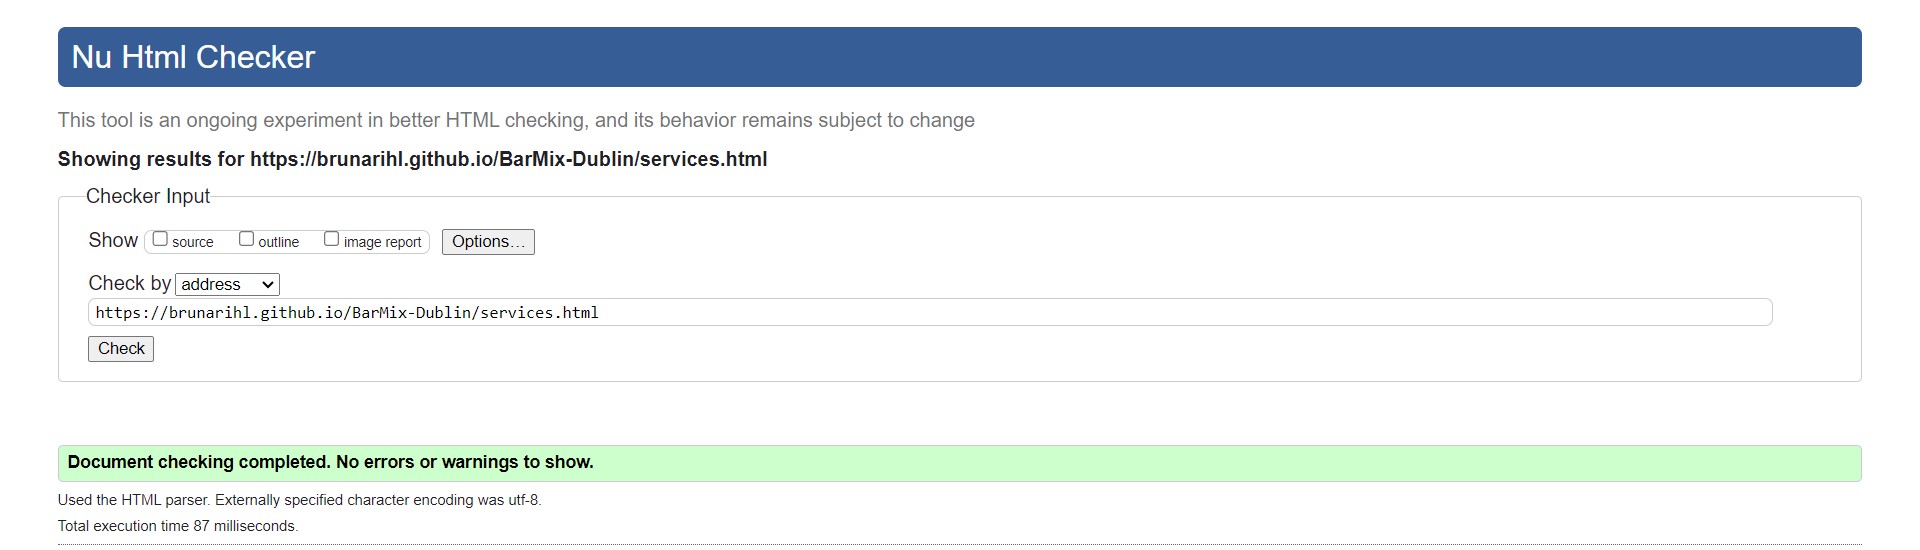 Nu Html Checker
This tool is an ongoing experiment in better HTML checking, and its behavior remains subject to change
Showing results for https://brunarihl.github.io/BarMix-Dublin/services.html
Checker Input
Show source outline image report Options...
Check by address
https://brunarihl.github.io/BarMix-Dublin/services.html
Check
Document checking completed. No errors or warnings to show.
Used the HTML parser. Externally specified character encoding was utf-8.
Total execution time 87 milliseconds.